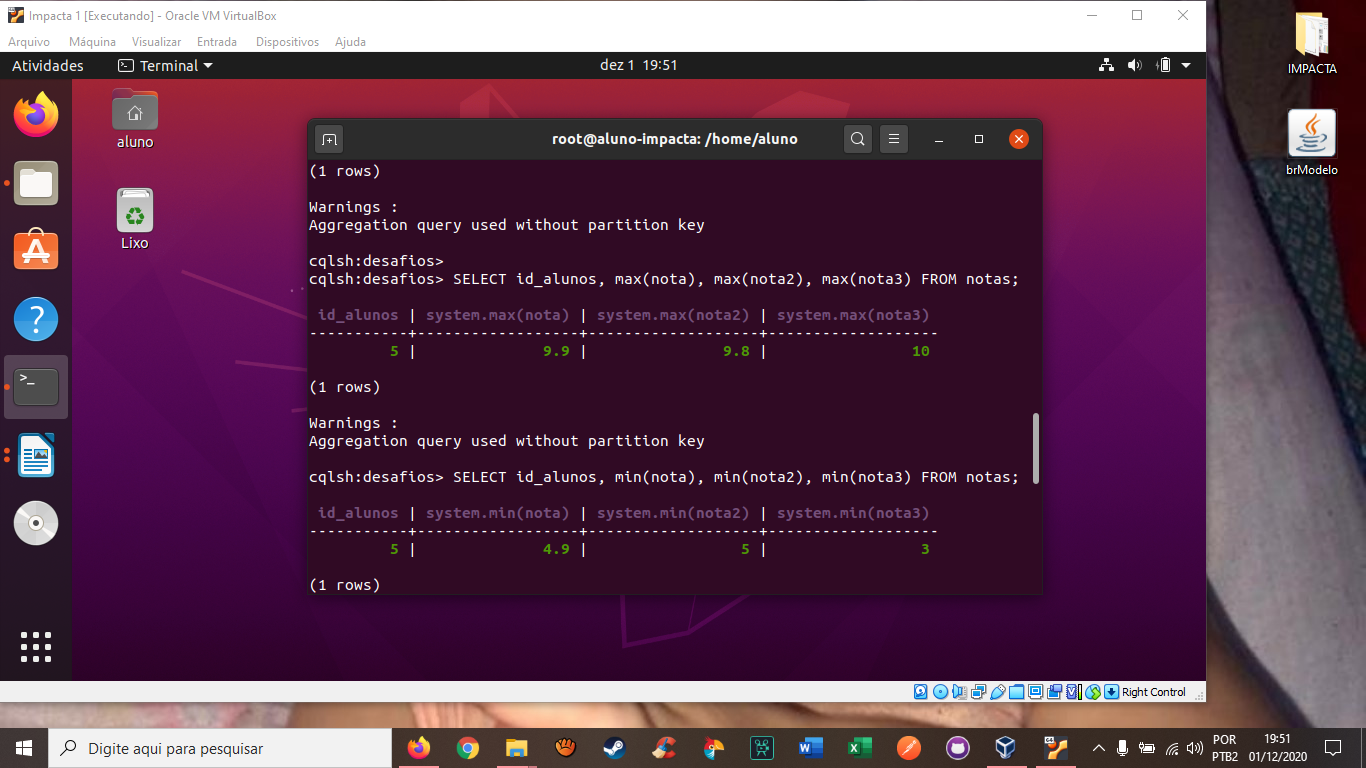 Impacta 1 [Executando] - Oracle VM VirtualBox
Arquivo Máquina Visualizar Entrada Dispositivos Ajuda
Atividades Terminal dez 1 19:51
IMPACTA
brModelo
aluno
Lixo
root@aluno-impacta: /home/aluno
(1 rows)
Warnings :
Aggregation query used without partition key
cqlsh:desafios>
cqlsh:desafios> SELECT id_alunos, max(nota), max(nota2), max(nota3) FROM notas;
id_alunos | system.max(nota) | system.max(nota2) | system.max(nota3)
-----------+------------------+-------------------+-------------------
5 | 9.9 | 9.8 | 10
(1 rows)
Warnings :
Aggregation query used without partition key
cqlsh:desafios> SELECT id_alunos, min(nota), min(nota2), min(nota3) FROM notas;
id_alunos | system.min(nota) | system.min(nota2) | system.min(nota3)
-----------+------------------+-------------------+-------------------
5 | 4.9 | 5 | 3
(1 rows)
Right Control
Digite aqui para pesquisar
POR
PTB2
19:51
01/12/2020